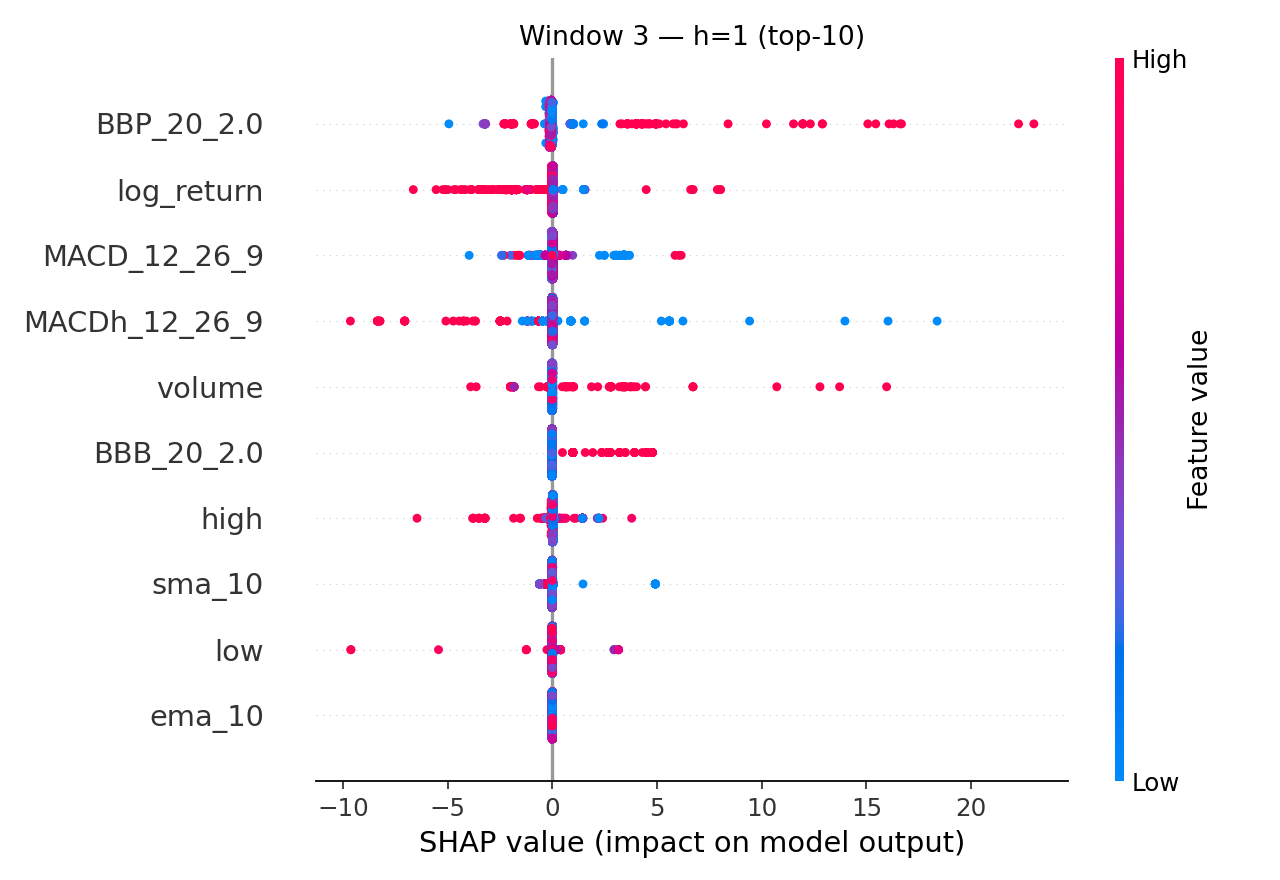 Window 3 — h=1 (top-10)
High
BBP_20_2.0
log_return
MACD_12_26_9
MACDh_12_26_9
volume
BBB_20_2.0
high
sma_10
low
ema_10
Feature value
Low
−10 −5 0 5 10 15 20
SHAP value (impact on model output)